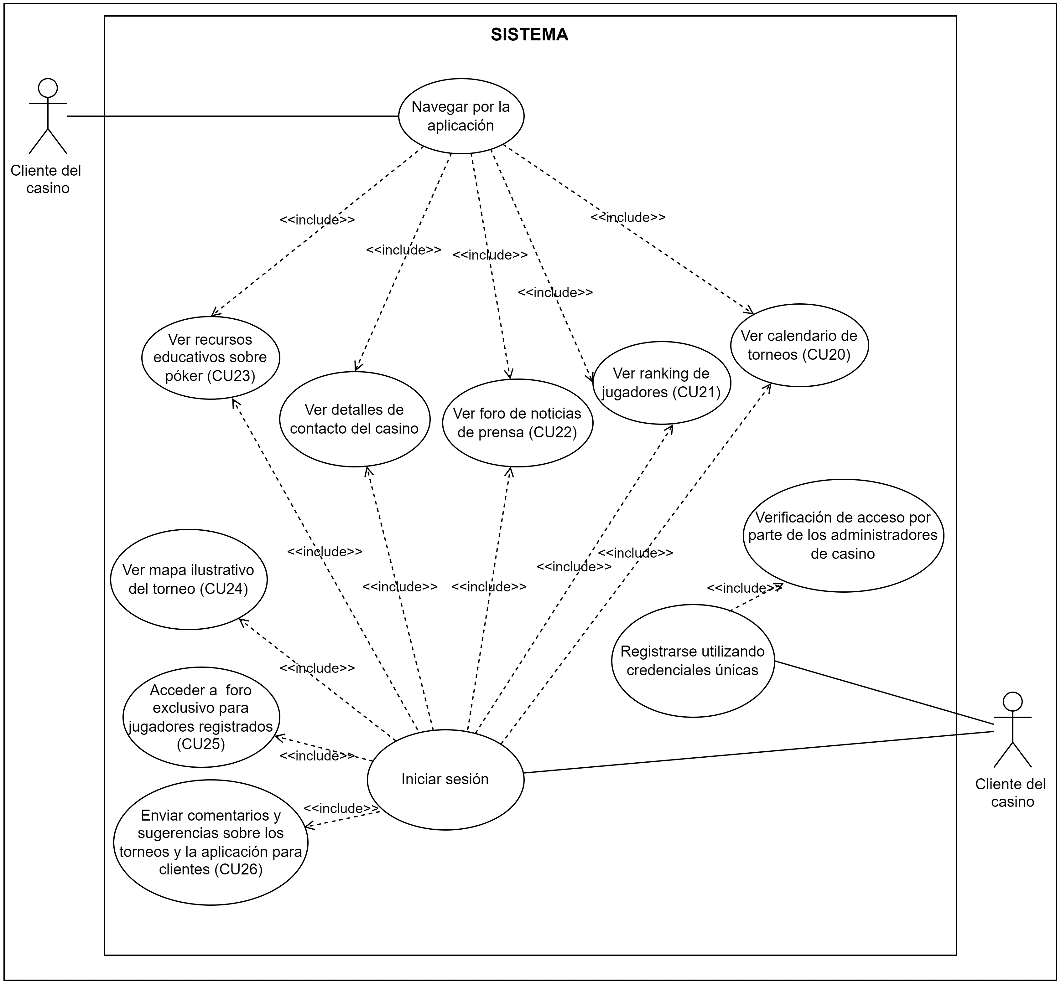 SISTEMA
Navegar por la
aplicación
Cliente del
casino
<<include>>
<<include>>
<<include>>
<<include>>
<<include>>
Ver recursos
educativos sobre
póker (CU23)
Ver detalles de
contacto del casino
Ver foro de noticias
de prensa (CU22)
Ver ranking de
jugadores (CU21)
Ver calendario de
torneos (CU20)
Verificación de acceso por
parte de los administradores
de casino
<<include>>
<<include>>
<<include>>
<<include>>
<<include>>
<<include>>
Ver mapa ilustrativo
del torneo (CU24)
Registrarse utilizando
credenciales únicas
<<include>>
Acceder a foro
exclusivo para
jugadores registrados
(CU25)
<<include>>
Iniciar sesión
Cliente del
casino
<<include>>
Enviar comentarios y
sugerencias sobre los
torneos y la aplicación para
clientes (CU26)